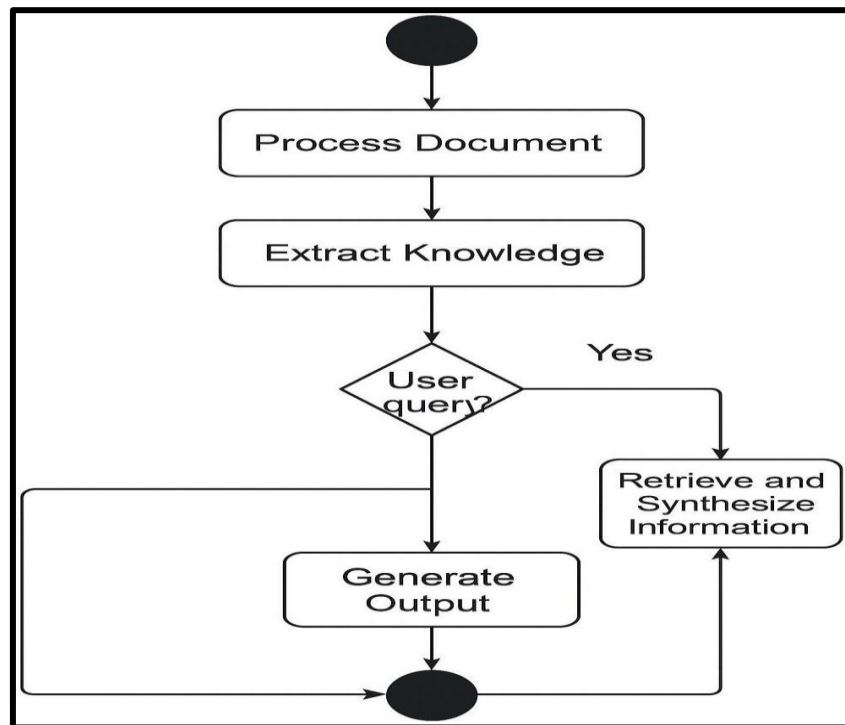 Process Document
Extract Knowledge
Yes
User
query?
Retrieve and
Synthesize
Information
Generate
Output